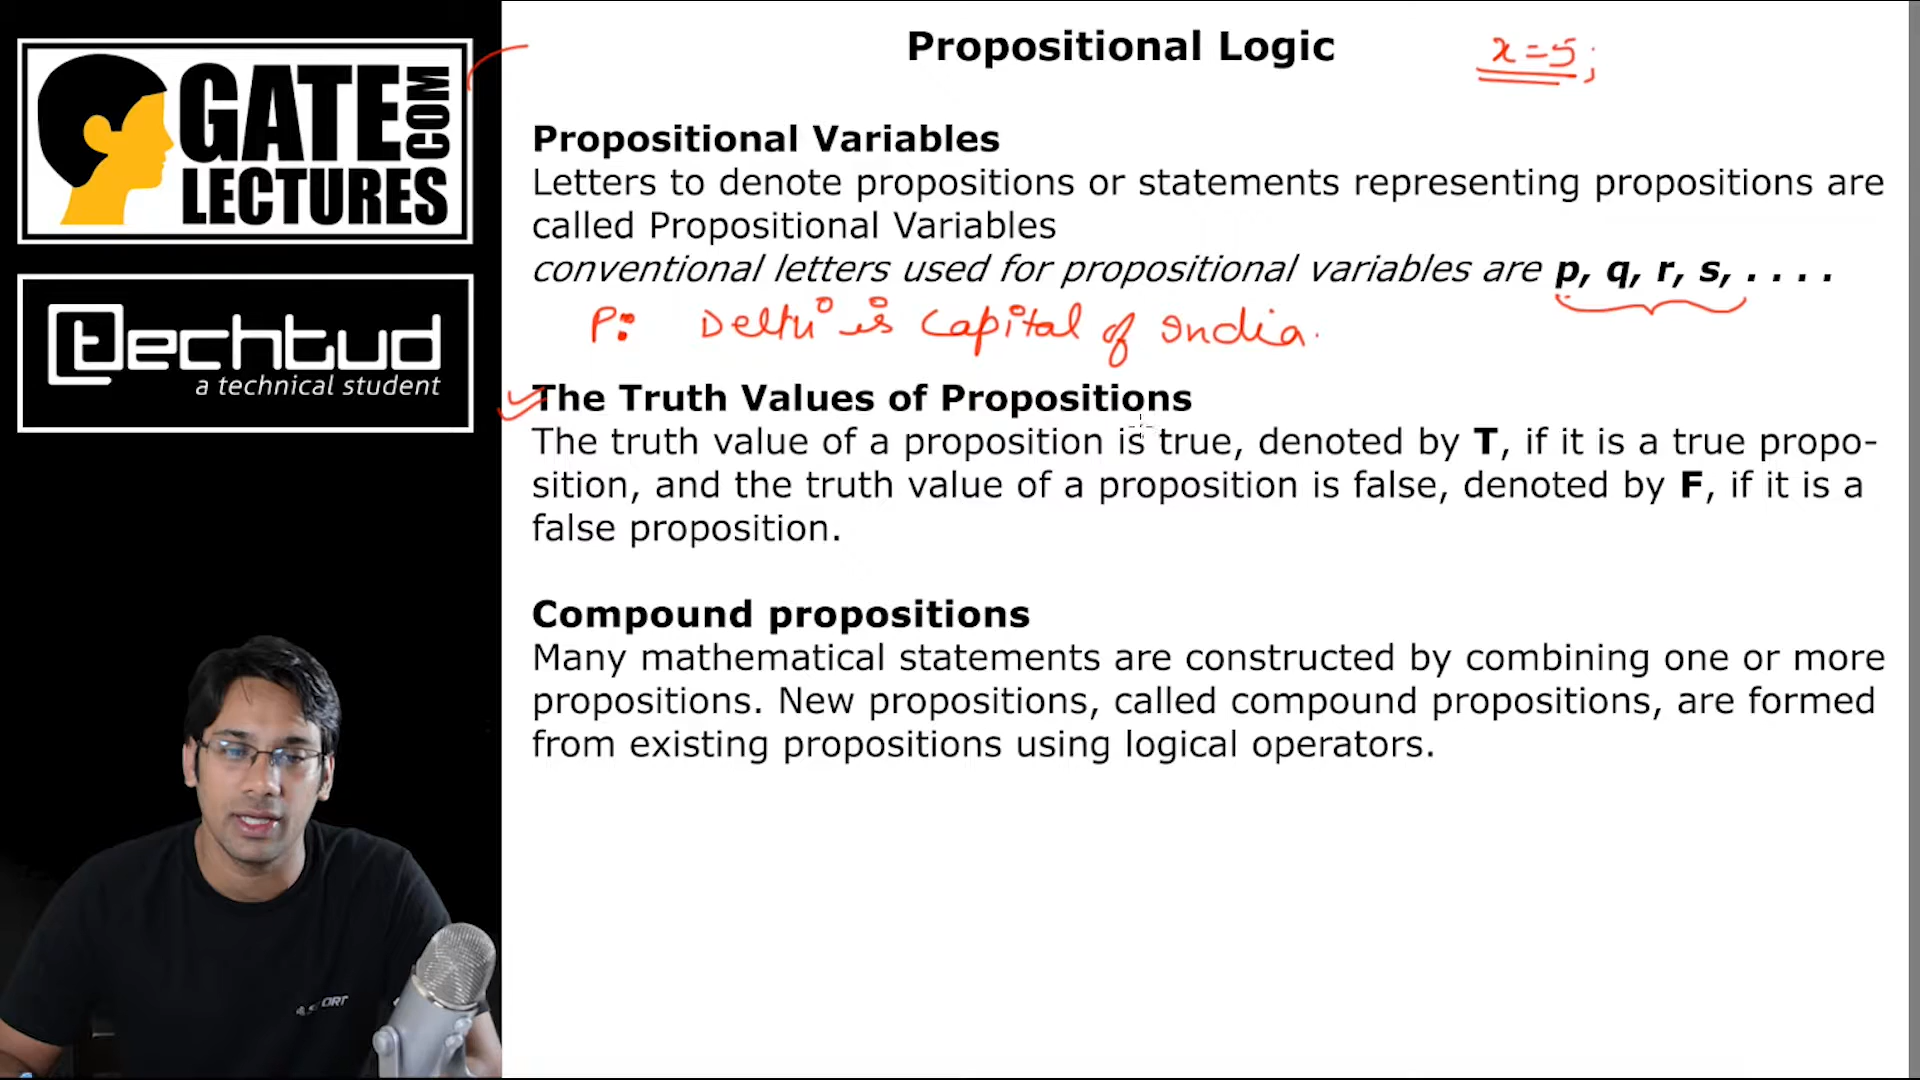 GATE
LECTURES
COM
techtud
a technical student
Propositional Logic
x=5;
Propositional Variables
Letters to denote propositions or statements representing propositions are
called Propositional Variables
conventional letters used for propositional variables are p, q, r, s, . . . .
P: Delhi is Capital of India.
The Truth Values of Propositions
The truth value of a proposition is true, denoted by T, if it is a true propo-
sition, and the truth value of a proposition is false, denoted by F, if it is a
false proposition.
Compound propositions
Many mathematical statements are constructed by combining one or more
propositions. New propositions, called compound propositions, are formed
from existing propositions using logical operators.